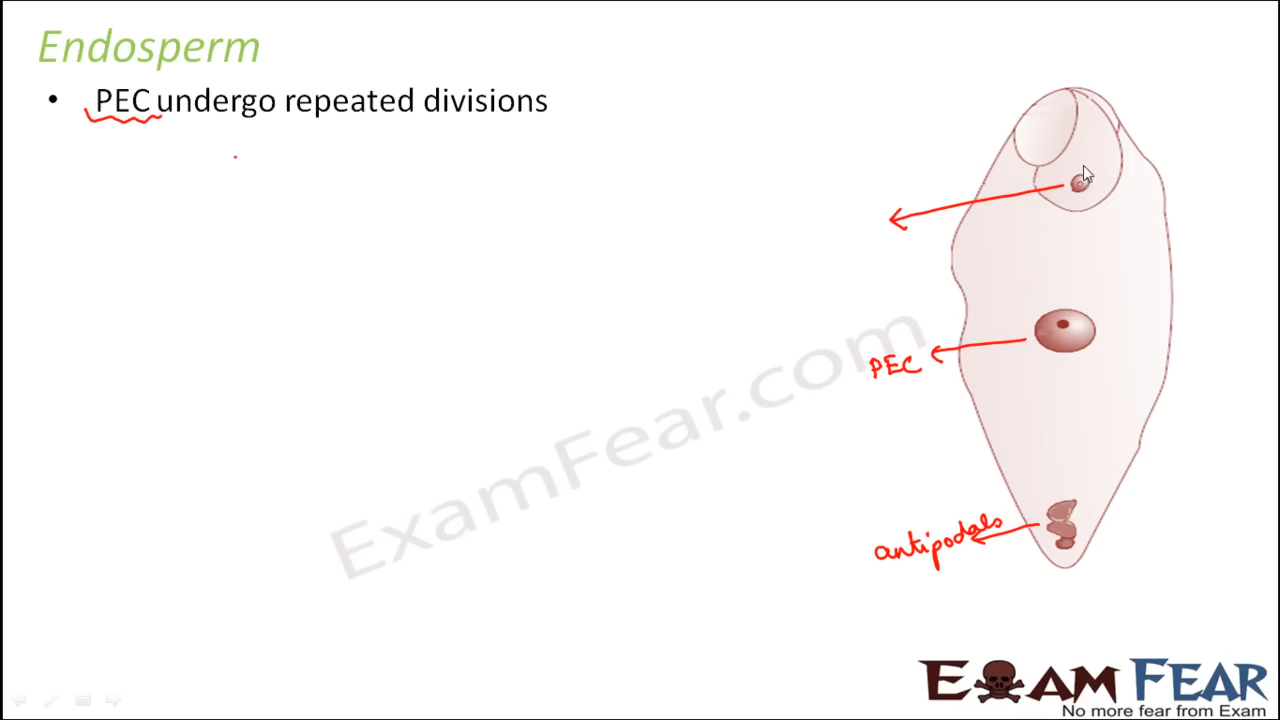 Endosperm
• PEC undergo repeated divisions
PEC
antipodals
ExamFear.com
EXAM FEAR
No more fear from Exam